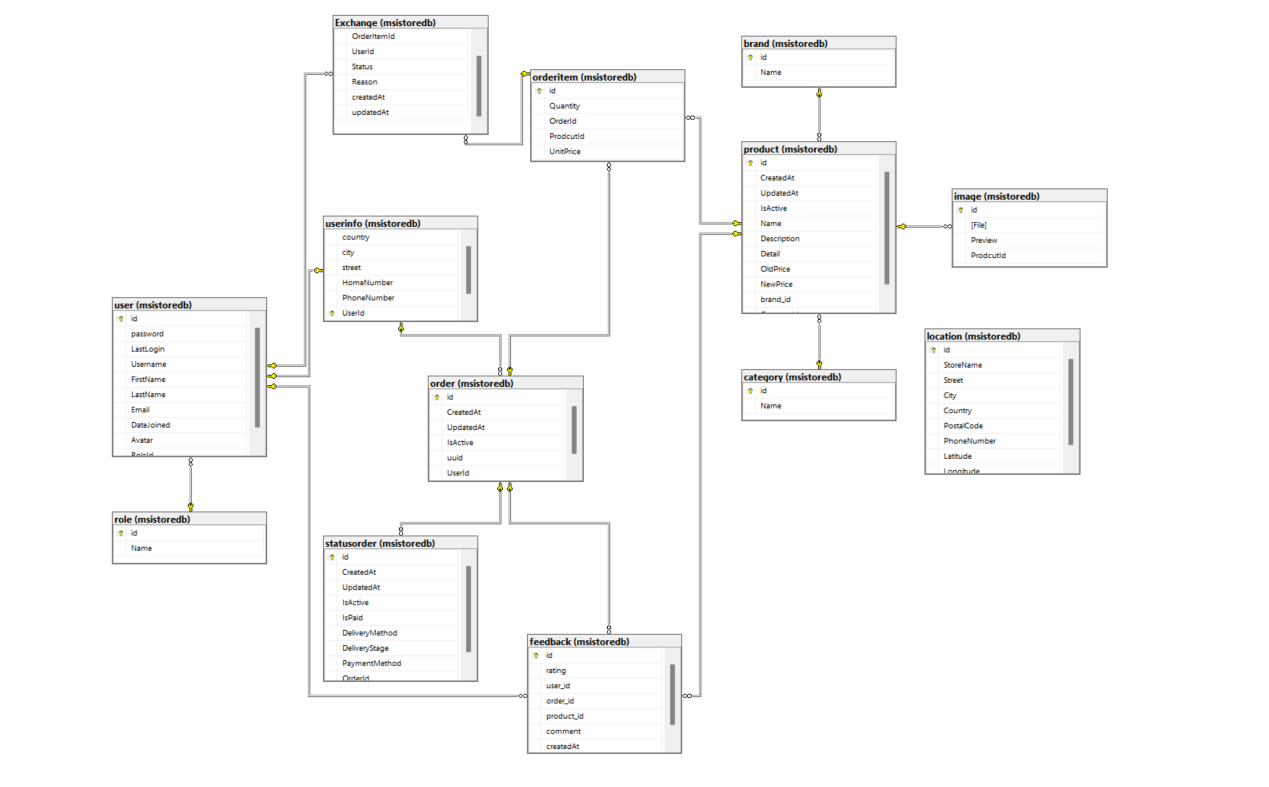 Exchange (msistoredb)
OrderItemId
UserId
Status
Reason
createdAt
updatedAt
orderitem (msistoredb)
id
Quantity
OrderId
ProdcutId
UnitPrice
brand (msistoredb)
id
Name
product (msistoredb)
id
CreatedAt
UpdatedAt
IsActive
Name
Description
Detail
OldPrice
NewPrice
brand_id
image (msistoredb)
id
[File]
Preview
ProdcutId
userinfo (msistoredb)
country
city
street
HomeNumber
PhoneNumber
UserId
user (msistoredb)
id
password
LastLogin
Username
FirstName
LastName
Email
DateJoined
Avatar
RoleId
location (msistoredb)
id
StoreName
Street
City
Country
PostalCode
PhoneNumber
Latitude
Longitude
order (msistoredb)
id
CreatedAt
UpdatedAt
IsActive
uuid
UserId
category (msistoredb)
id
Name
role (msistoredb)
id
Name
statusorder (msistoredb)
id
CreatedAt
UpdatedAt
IsActive
IsPaid
DeliveryMethod
DeliveryStage
PaymentMethod
OrderId
feedback (msistoredb)
id
rating
user_id
order_id
product_id
comment
createdAt